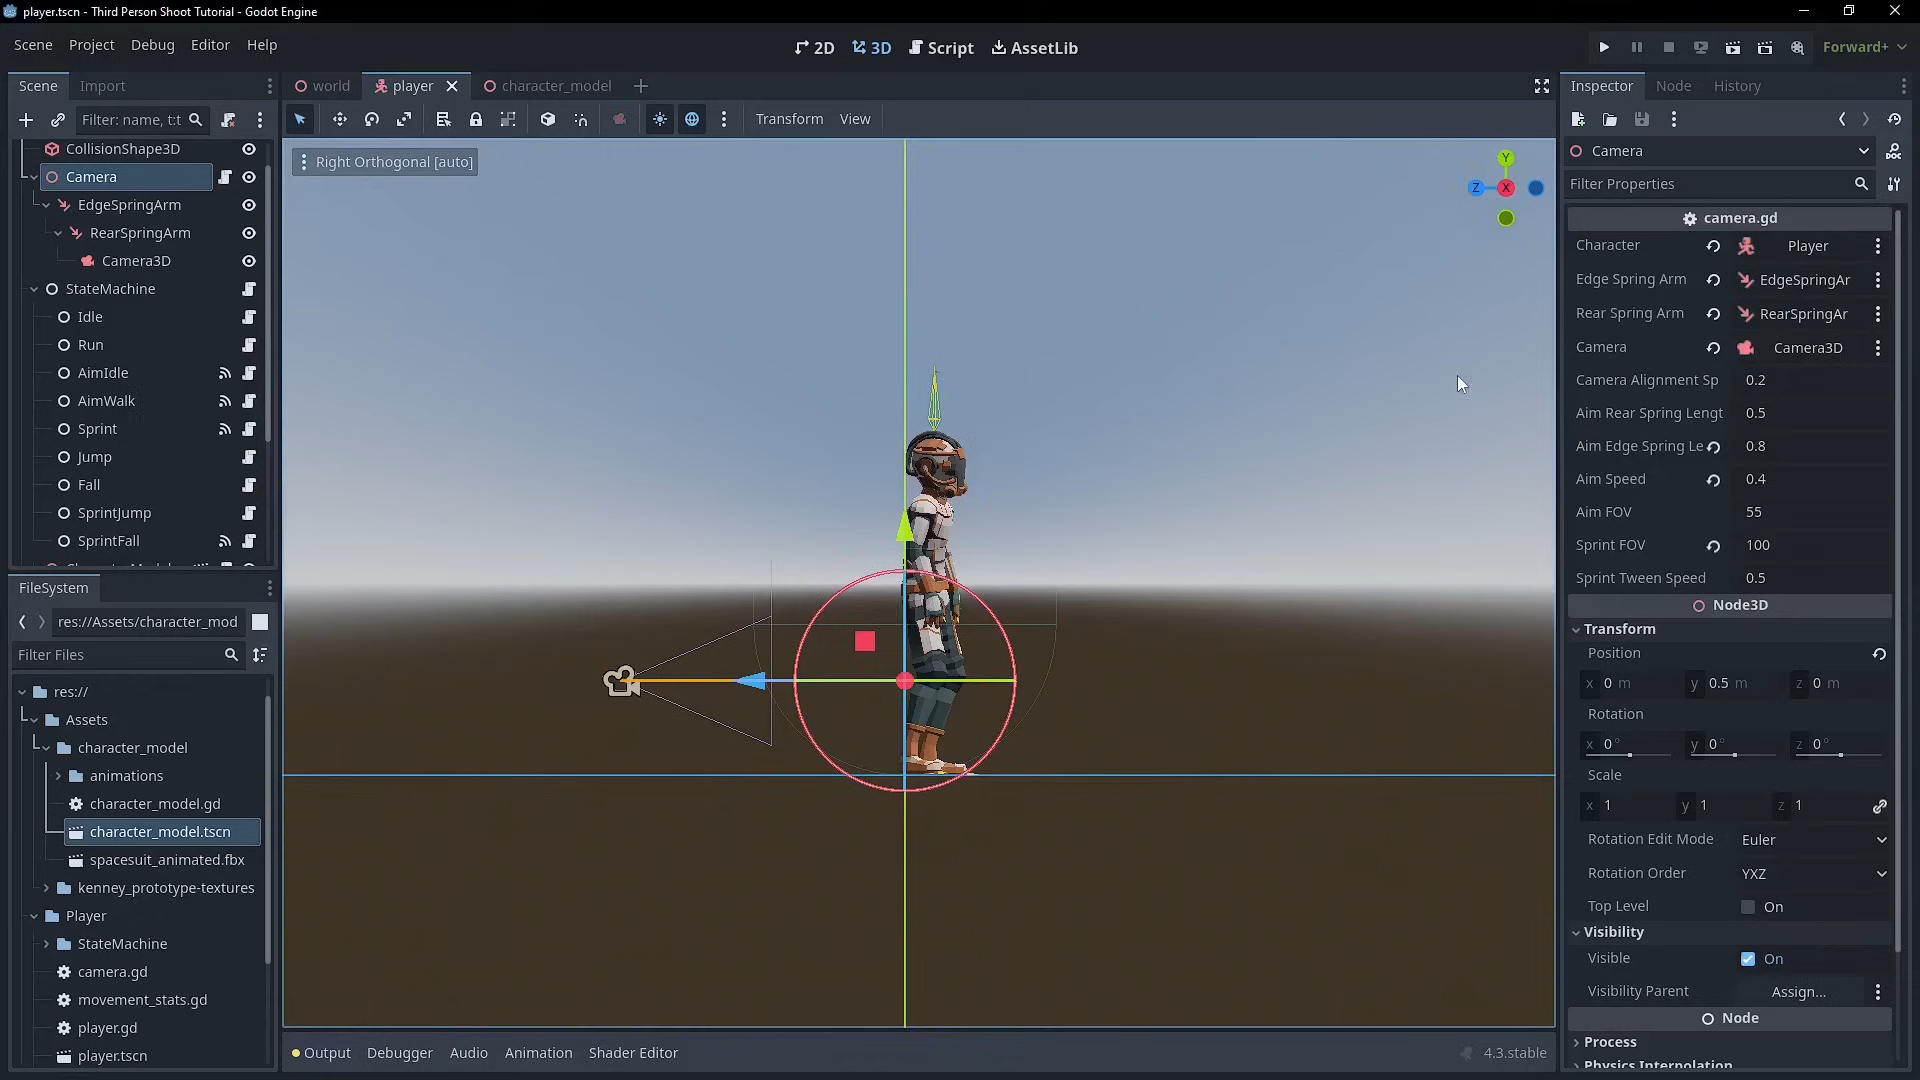 player.tscn - Third Person Shoot Tutorial - Godot Engine
Scene Project Debug Editor Help
2D 3D Script AssetLib
Forward+
Scene Import
world player character_model
Inspector Node History
Filter: name, t:t
Transform View
CollisionShape3D
Camera
EdgeSpringArm
RearSpringArm
Camera3D
StateMachine
Idle
Run
AimIdle
AimWalk
Sprint
Jump
Fall
SprintJump
SprintFall
FileSystem
res://Assets/character_mod
Filter Files
res://
Assets
character_model
animations
character_model.gd
character_model.tscn
spacesuit_animated.fbx
kenney_prototype-textures
Player
StateMachine
camera.gd
movement_stats.gd
player.gd
player.tscn
Right Orthogonal [auto]
Y
Z X
Output Debugger Audio Animation Shader Editor
4.3.stable
Camera
DOC
Filter Properties
camera.gd
Character Player
Edge Spring Arm EdgeSpringAr
Rear Spring Arm RearSpringAr
Camera Camera3D
Camera Alignment Sp 0.2
Aim Rear Spring Lengt 0.5
Aim Edge Spring Le 0.8
Aim Speed 0.4
Aim FOV 55
Sprint FOV 100
Sprint Tween Speed 0.5
Node3D
Transform
Position
x 0 m y 0.5 m z 0 m
Rotation
x 0° y 0° z 0°
Scale
x 1 y 1 z 1
Rotation Edit Mode Euler
Rotation Order YXZ
Top Level On
Visibility
Visible On
Visibility Parent Assign...
Node
Process
Physics Interpolation